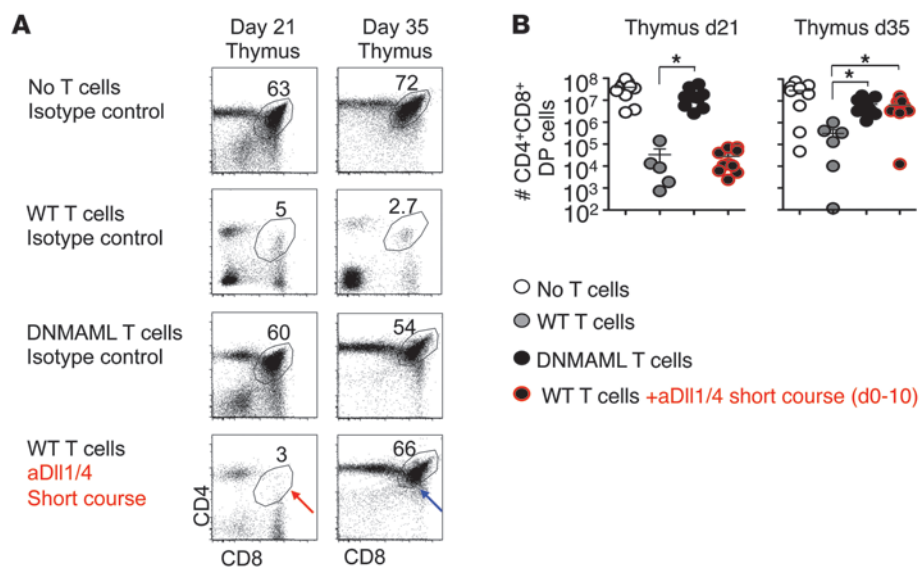 A
Day 21
Thymus
Day 35
Thymus
No T cells
Isotype control
63
72
WT T cells
Isotype control
5
2.7
DNMAML T cells
Isotype control
60
54
WT T cells
aDll1/4
Short course
3
66
CD4
CD8
CD8
B
Thymus d21
Thymus d35
# CD4+CD8+
DP cells
10^8
10^7
10^6
10^5
10^4
10^3
10^2
*
*
*
No T cells
WT T cells
DNMAML T cells
WT T cells +aDll1/4 short course (d0-10)